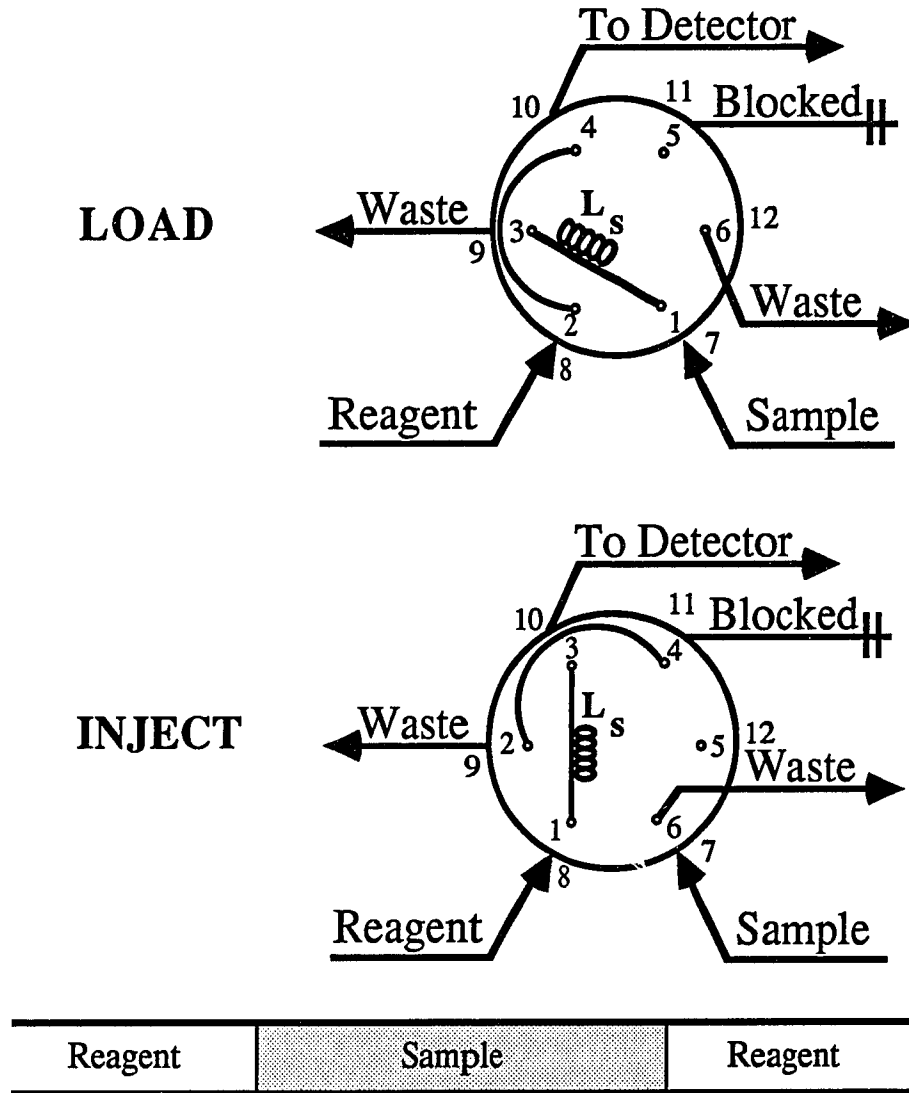 To Detector
10
11
Blocked
4
5
LOAD
Waste
L s
3
6
12
9
Waste
2
1
7
8
Reagent
Sample
To Detector
10
11
Blocked
3
4
INJECT
Waste
L s
2
5
12
9
Waste
1
6
7
8
Reagent
Sample
Reagent Sample Reagent